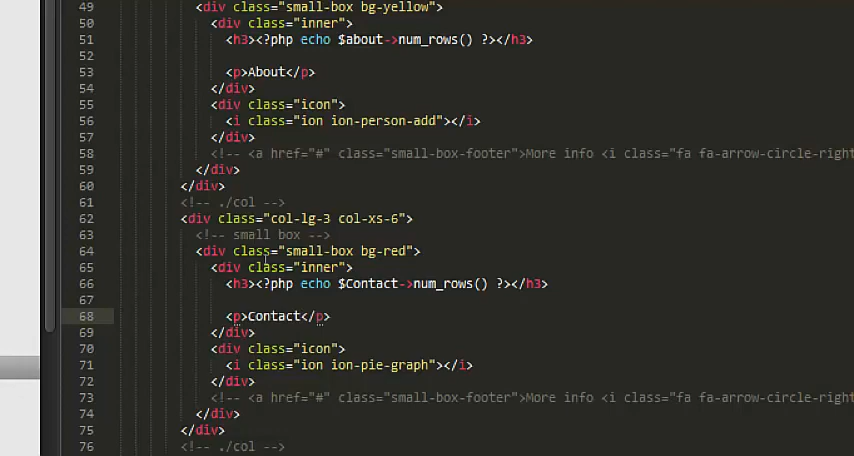 49 <div class="small-box bg-yellow">
50 <div class="inner">
51 <h3><?php echo $about->num_rows() ?></h3>
52
53 <p>About</p>
54 </div>
55 <div class="icon">
56 <i class="ion ion-person-add"></i>
57 </div>
58 <!-- <a href="#" class="small-box-footer">More info <i class="fa fa-arrow-circle-right
59 </div>
60 </div>
61 <!-- ./col -->
62 <div class="col-lg-3 col-xs-6">
63 <!-- small box -->
64 <div class="small-box bg-red">
65 <div class="inner">
66 <h3><?php echo $Contact->num_rows() ?></h3>
67
68 <p>Contact</p>
69 </div>
70 <div class="icon">
71 <i class="ion ion-pie-graph"></i>
72 </div>
73 <!-- <a href="#" class="small-box-footer">More info <i class="fa fa-arrow-circle-right
74 </div>
75 </div>
76 <!-- ./col -->